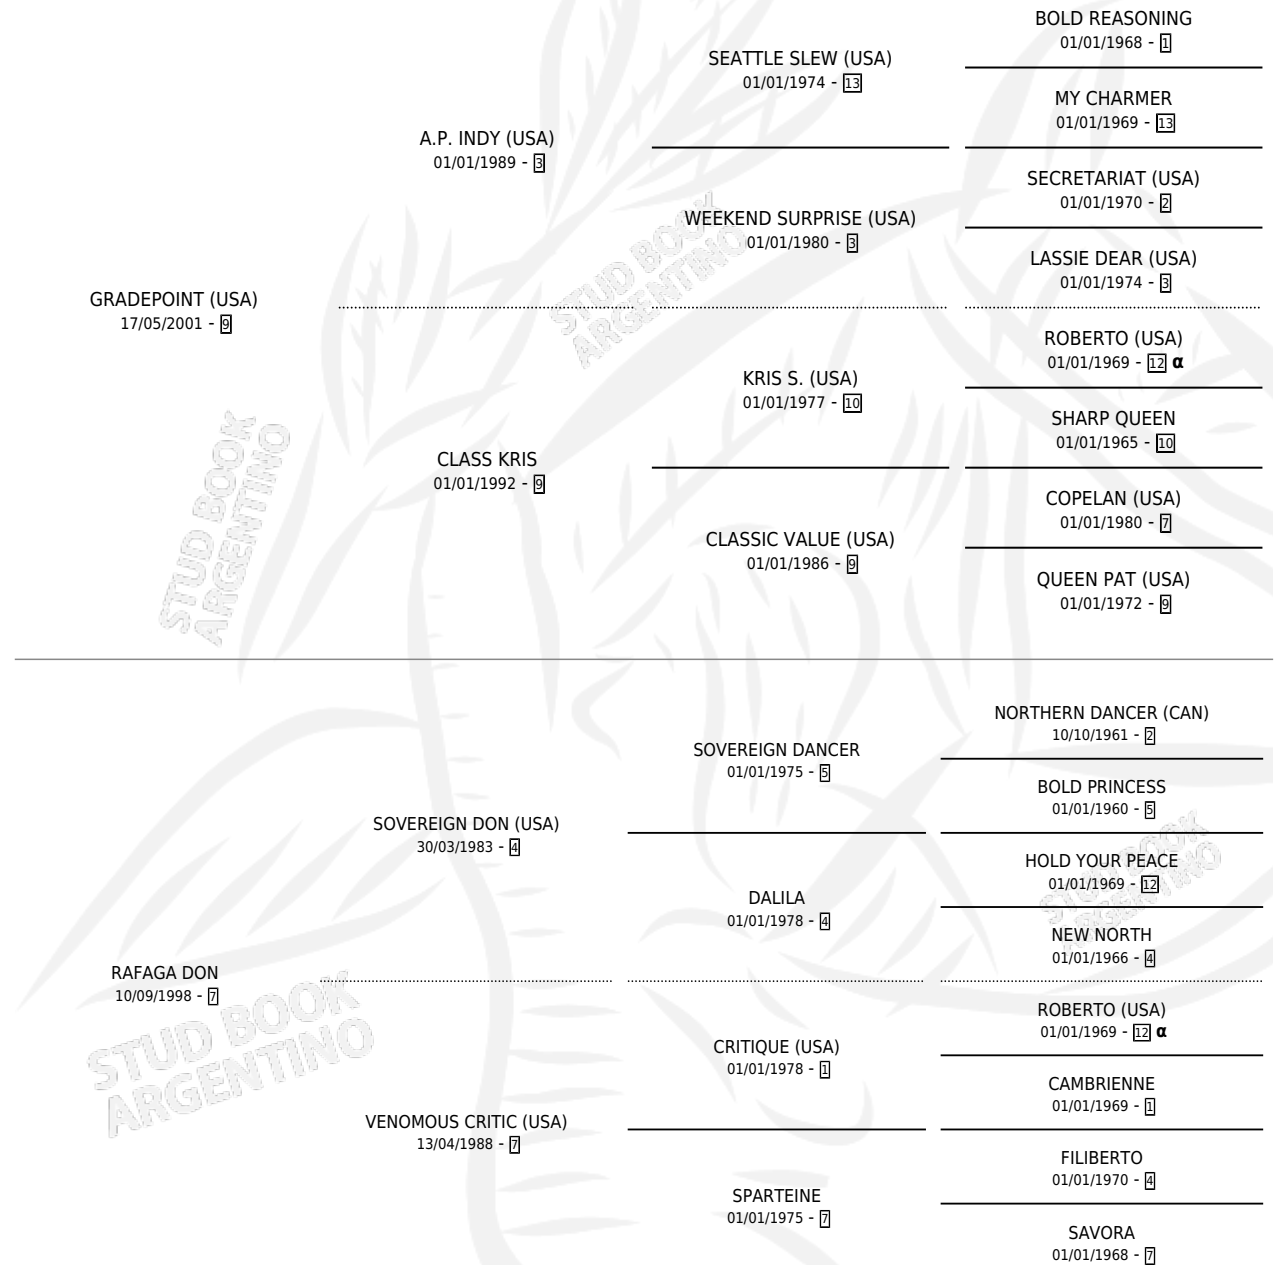 BOLD REASONING
01/01/1968 - 1
SEATTLE SLEW (USA)
01/01/1974 - 13
MY CHARMER
01/01/1969 - 13
A.P. INDY (USA)
01/01/1989 - 3
SECRETARIAT (USA)
01/01/1970 - 2
WEEKEND SURPRISE (USA)
01/01/1980 - 3
LASSIE DEAR (USA)
01/01/1974 - 3
GRADEPOINT (USA)
17/05/2001 - 9
ROBERTO (USA)
01/01/1969 - 12 α
KRIS S. (USA)
01/01/1977 - 10
SHARP QUEEN
01/01/1965 - 10
CLASS KRIS
01/01/1992 - 9
COPELAN (USA)
01/01/1980 - 7
CLASSIC VALUE (USA)
01/01/1986 - 9
QUEEN PAT (USA)
01/01/1972 - 9
STUD BOOK
ARGENTINO
STUD BOOK
ARGENTINO
NORTHERN DANCER (CAN)
10/10/1961 - 2
SOVEREIGN DANCER
01/01/1975 - 5
BOLD PRINCESS
01/01/1960 - 5
SOVEREIGN DON (USA)
30/03/1983 - 4
HOLD YOUR PEACE
01/01/1969 - 12
DALILA
01/01/1978 - 4
NEW NORTH
01/01/1966 - 4
RAFAGA DON
10/09/1998 - 7
ROBERTO (USA)
01/01/1969 - 12 α
CRITIQUE (USA)
01/01/1978 - 1
CAMBRIENNE
01/01/1969 - 1
VENOMOUS CRITIC (USA)
13/04/1988 - 7
FILIBERTO
01/01/1970 - 4
SPARTEINE
01/01/1975 - 7
SAVORA
01/01/1968 - 7
STUD BOOK
ARGENTINO
STUD BOOK
ARGENTINO